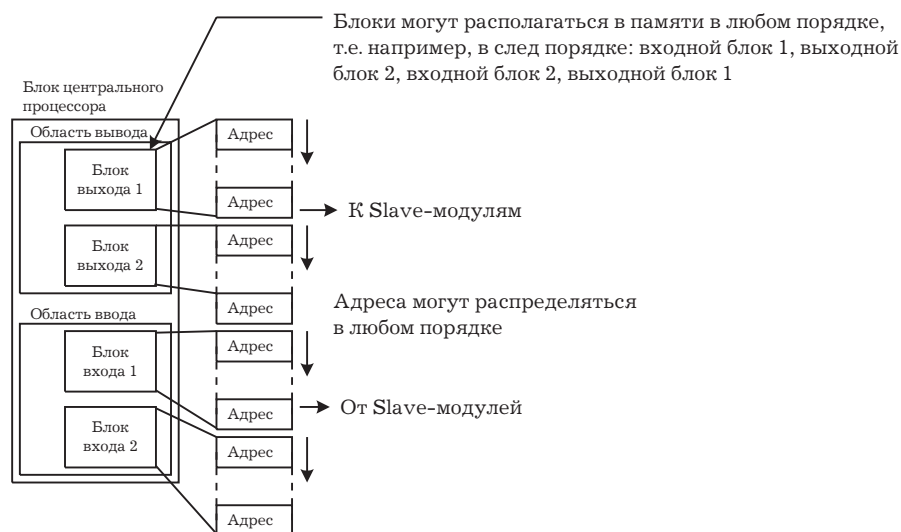 Блоки могут располагаться в памяти в любом порядке,
т.е. например, в след порядке: входной блок 1, выходной
блок 2, входной блок 2, выходной блок 1
Блок центрального
процессора
Область вывода
Блок
выхода 1
Блок
выхода 2
Область ввода
Блок
входа 1
Блок
входа 2
Адрес
Адрес
К Slave-модулям
Адрес
Адрес
Адреса могут распределяться
в любом порядке
Адрес
Адрес
От Slave-модулей
Адрес
Адрес